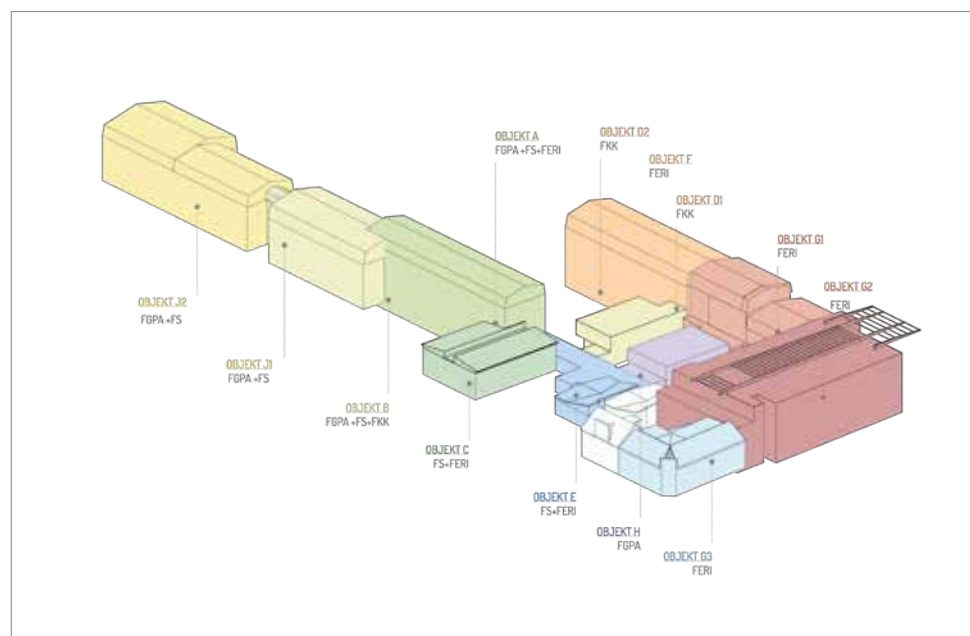 OBJEKT A
FGPA +FS+FERI
OBJEKT D2
FKK
OBJEKT F
FERI
OBJEKT D1
FKK
OBJEKT G1
FERI
OBJEKT G2
FERI
OBJEKT J2
FGPA +FS
OBJEKT J1
FGPA +FS
OBJEKT B
FGPA +FS+FKK
OBJEKT C
FS+FERI
OBJEKT E
FS+FERI
OBJEKT H
FGPA
OBJEKT G3
FERI